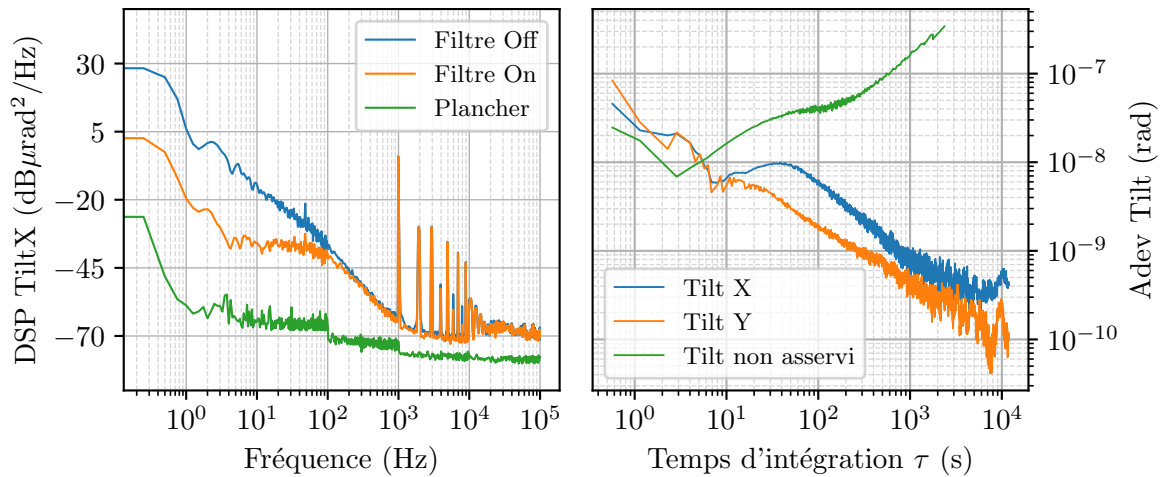 DSP TiltX (dBµrad²/Hz)
30
5
−20
−45
−70
Filtre Off
Filtre On
Plancher
10⁰
10¹
10²
10³
10⁴
10⁵
Fréquence (Hz)
Tilt X
Tilt Y
Tilt non asservi
10⁰
10¹
10²
10³
10⁴
Temps d'intégration τ (s)
10⁻⁷
10⁻⁸
10⁻⁹
10⁻¹⁰
Adev Tilt (rad)